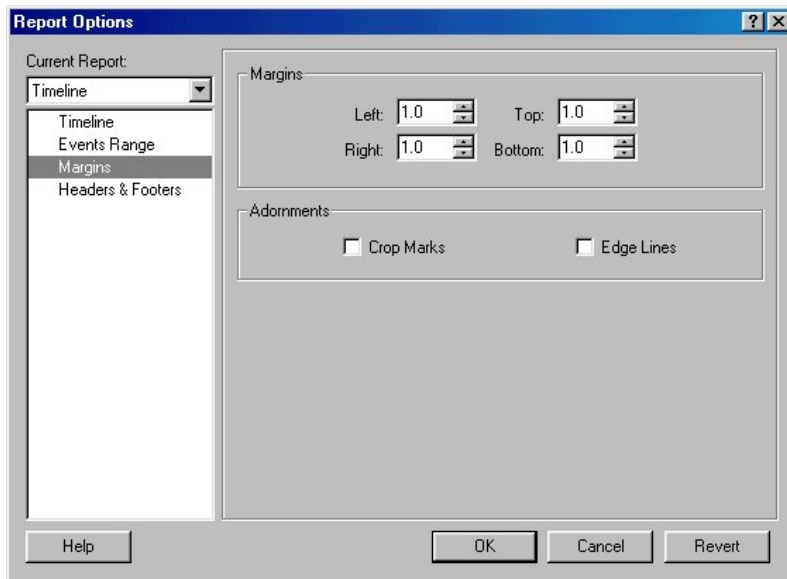 Report Options
Current Report:
Timeline
Timeline
Events Range
Margins
Headers & Footers
Margins
Left: 1.0 Top: 1.0
Right: 1.0 Bottom: 1.0
Adornments
Crop Marks Edge Lines
Help OK Cancel Revert